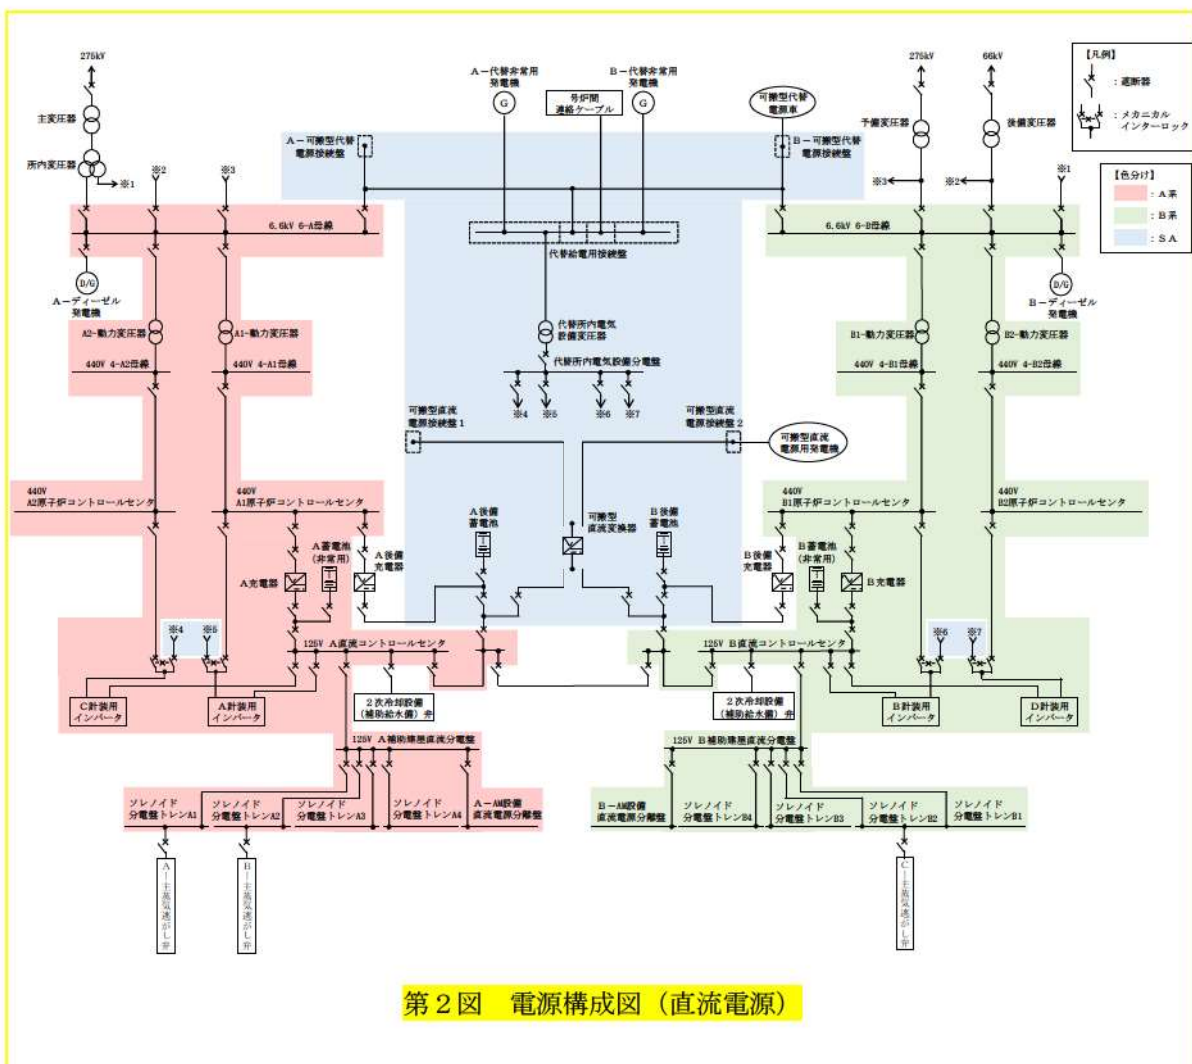 275kV
A－代替非常用
発電機
B－代替非常用
発電機
275kV
66kV
【凡例】
：遮断器
：メカニカル
インターロック
G
号炉間
連絡ケーブル
G
可搬型代替
電源車
主変圧器
予備変圧器
後備変圧器
A－可搬型代替
電源接続盤
B－可搬型代替
電源接続盤
所内変圧器
※1
※2
※3
※3
※2
※1
【色分け】
：A系
：B系
：SA
6.6kV 6-A母線
代替給電用接続盤
6.6kV 6-B母線
D/G
A－ディーゼル
発電機
D/G
B－ディーゼル
発電機
A2-動力変圧器
A1-動力変圧器
代替所内電気
設備変圧器
B1-動力変圧器
B2-動力変圧器
440V 4-A2母線
440V 4-A1母線
代替所内電気設備分電盤
440V 4-B1母線
440V 4-B2母線
※4
※5
※6
※7
可搬型直流
電源接続盤1
可搬型直流
電源接続盤2
可搬型直流
電源用発電機
440V
A2原子炉コントロールセンタ
440V
A1原子炉コントロールセンタ
440V
B1原子炉コントロールセンタ
440V
B2原子炉コントロールセンタ
A後備
蓄電池
可搬型
直流変換器
B後備
蓄電池
A充電器
A蓄電池
(非常用)
A後備
充電器
B後備
充電器
B蓄電池
(非常用)
B充電器
※4
※5
125V A直流コントロールセンタ
125V B直流コントロールセンタ
※6
※7
C計装用
インバータ
A計装用
インバータ
2次冷却設備
(補助給水備) 弁
2次冷却設備
(補助給水備) 弁
B計装用
インバータ
D計装用
インバータ
125V A補助建屋直流分電盤
125V B補助建屋直流分電盤
ソレノイド
分電盤トレンA1
ソレノイド
分電盤トレンA2
ソレノイド
分電盤トレンA3
ソレノイド
分電盤トレンA4
A－AM設備
直流電源分離盤
B－AM設備
直流電源分離盤
ソレノイド
分電盤トレンB4
ソレノイド
分電盤トレンB3
ソレノイド
分電盤トレンB2
ソレノイド
分電盤トレンB1
A－主蒸気逃がし弁
B－主蒸気逃がし弁
C－主蒸気逃がし弁
第2図　電源構成図（直流電源）